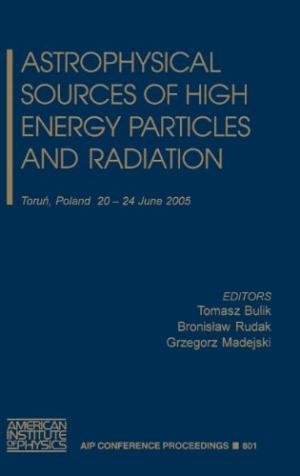 ASTROPHYSICAL
SOURCES OF HIGH
ENERGY PARTICLES
AND RADIATION
Toruń, Poland 20 – 24 June 2005
EDITORS
Tomasz Bulik
Bronisław Rudak
Grzegorz Madejski
AMERICAN
INSTITUTE
OF PHYSICS
AIP CONFERENCE PROCEEDINGS ■ 801